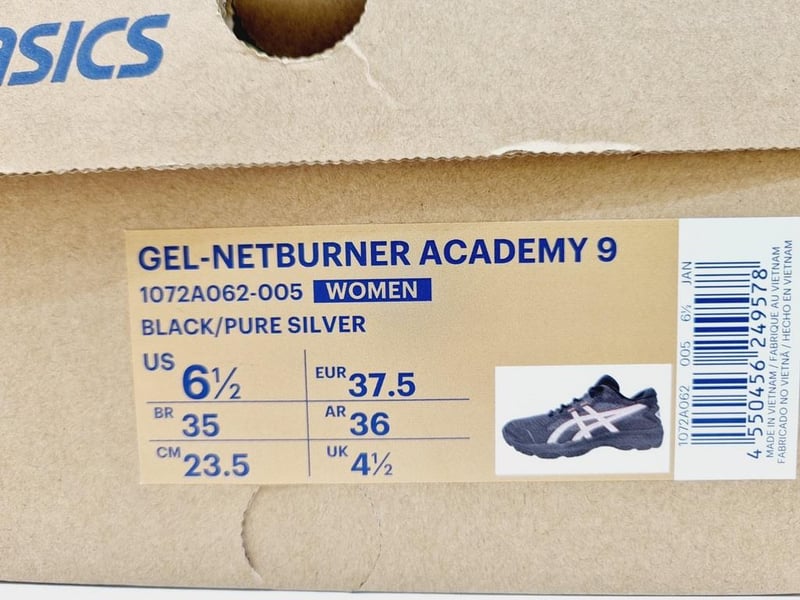 ASICS
GEL-NETBURNER ACADEMY 9
1072A062-005 WOMEN
BLACK/PURE SILVER
US 6½
EUR 37.5
BR 35
AR 36
CM 23.5
UK 4½
1072A062 005 6½ JAN
4 550456 249578
MADE IN VIETNAM / FABRIQUE AU VIETNAM
FABRICADO NO VIETNÃ / HECHO EN VIETNAM